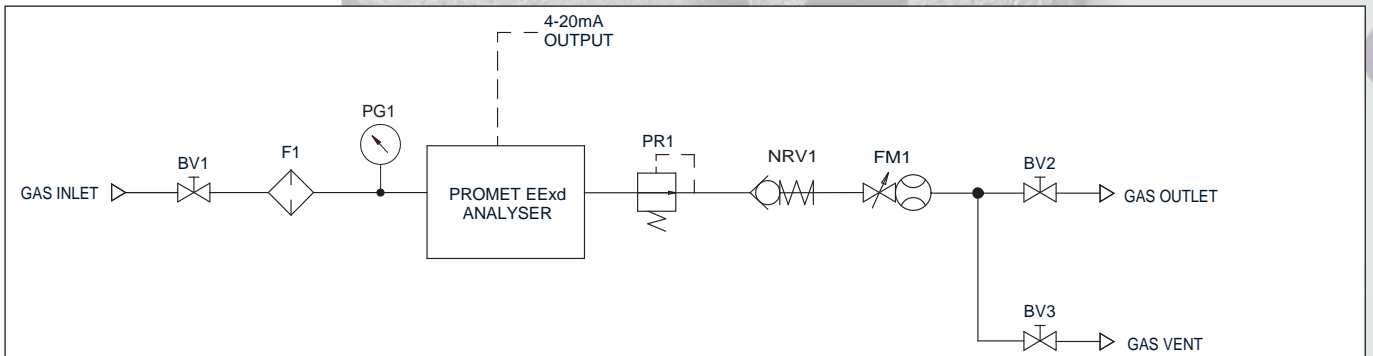 4-20mA
OUTPUT
PG1
PR1
BV1
F1
NRV1
FM1
BV2
GAS INLET
PROMET EExd
ANALYSER
GAS OUTLET
BV3
GAS VENT